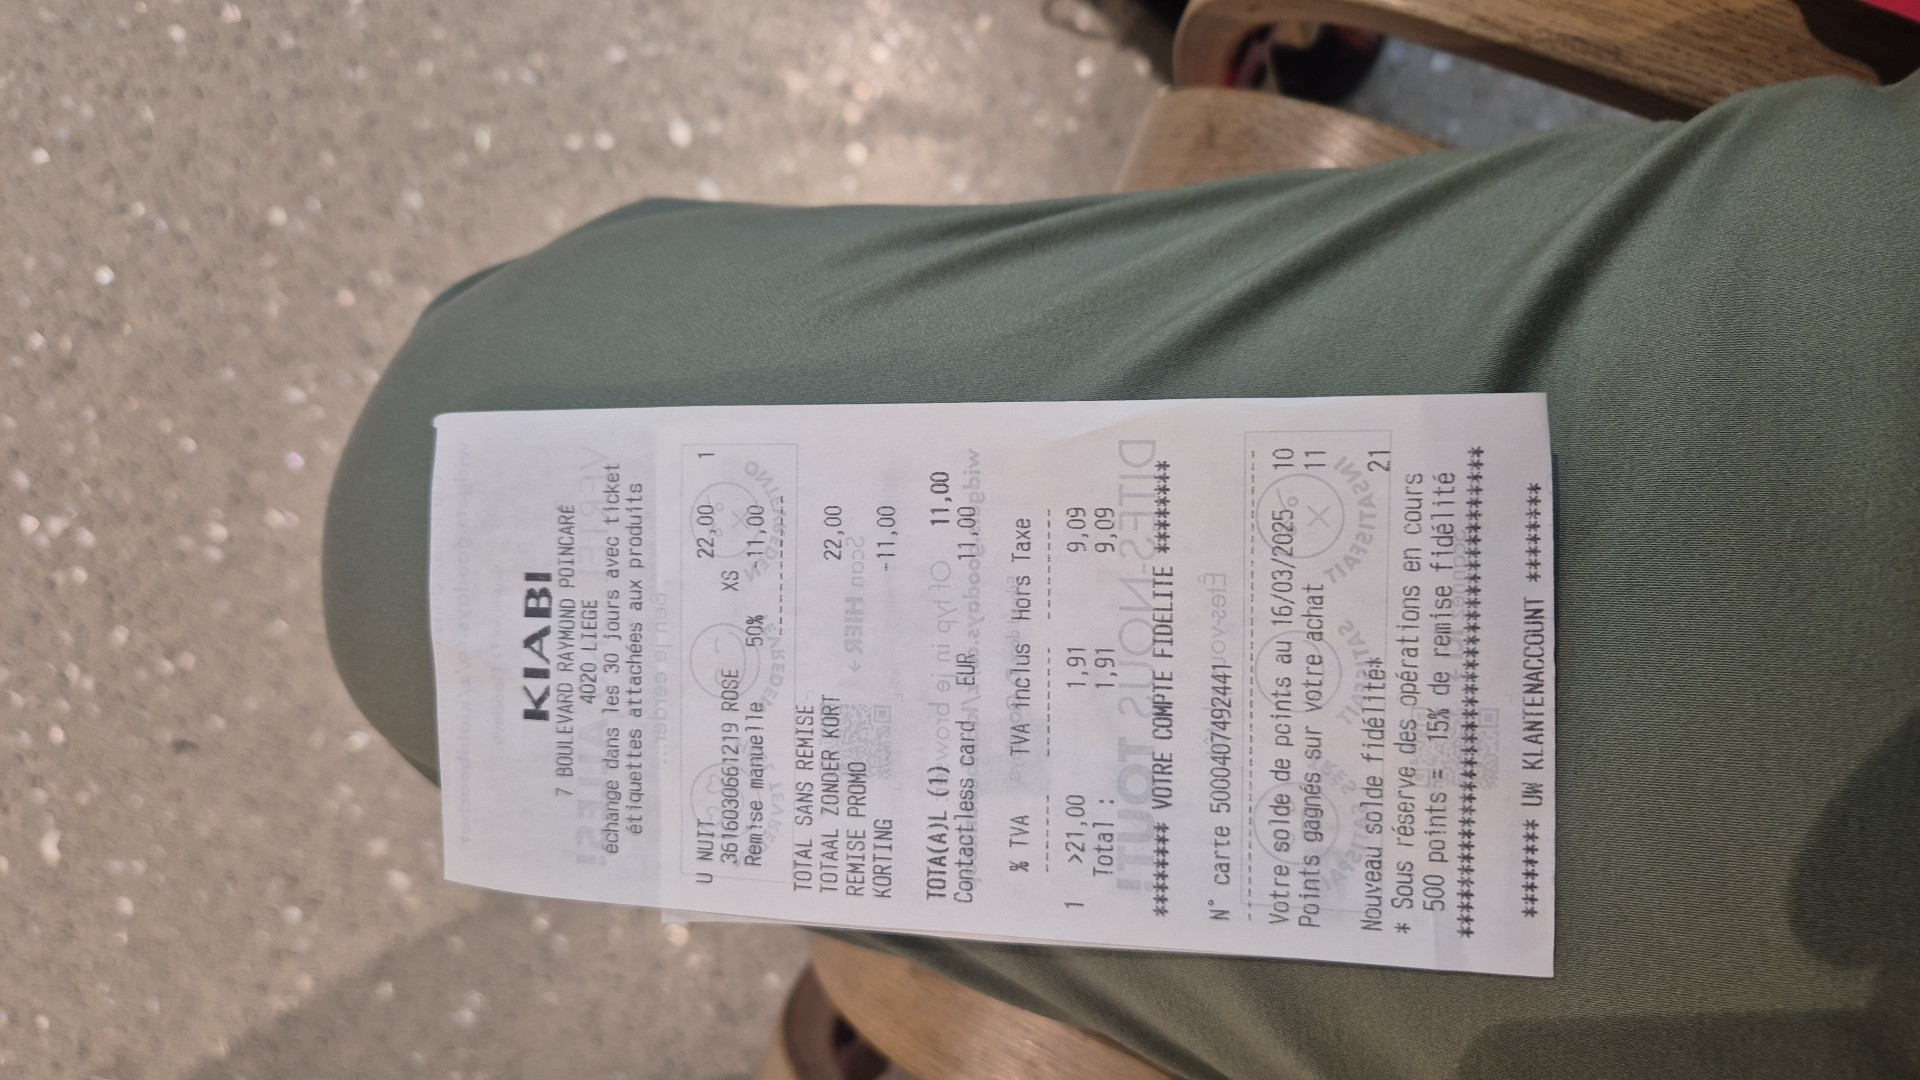 KIABI
7 BOULEVARD RAYMOND POINCARÉ
4020 LIEGE
échange dans les 30 jours avec ticket
étiquettes attachées aux produits
U NUIT 22,00 1
3616030661219 ROSE XS
Remise manuelle 50% -11,00
TOTAL SANS REMISE
TOTAAL ZONDER KORT 22,00
REMISE PROMO
KORTING -11,00
TOTA(A)L (1) 11,00
Contactless card EUR 11,00
% TVA TVA inclus Hors Taxe
1 >21,00 1,91 9,09
Total : 1,91 9,09
******* VOTRE COMPTE FIDELITE *******
N° carte 5000407492441
Votre solde de points au 16/03/2025 10
Points gagnés sur votre achat 11
Nouveau solde fidélité* 21
* Sous réserve des opérations en cours
500 points = 15% de remise fidélité
****************************************
******* UW KLANTENACCOUNT *******